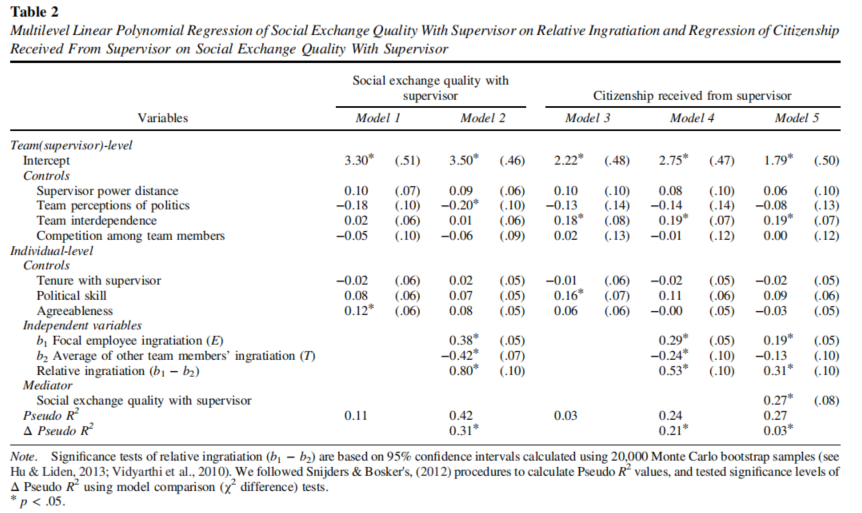 Table 2
Multilevel Linear Polynomial Regression of Social Exchange Quality With Supervisor on Relative Ingratiation and Regression of Citizenship
Received From Supervisor on Social Exchange Quality With Supervisor
Social exchange quality with
supervisor Citizenship received from supervisor
Variables Model 1 Model 2 Model 3 Model 4 Model 5
Team(supervisor)-level
Intercept 3.30* (.51) 3.50* (.46) 2.22* (.48) 2.75* (.47) 1.79* (.50)
Controls
Supervisor power distance 0.10 (.07) 0.09 (.06) 0.10 (.10) 0.08 (.10) 0.06 (.10)
Team perceptions of politics −0.18 (.10) −0.20* (.10) −0.13 (.14) −0.14 (.14) −0.08 (.13)
Team interdependence 0.02 (.06) 0.01 (.06) 0.18* (.08) 0.19* (.07) 0.19* (.07)
Competition among team members −0.05 (.10) −0.06 (.09) 0.02 (.13) −0.01 (.12) 0.00 (.12)
Individual-level
Controls
Tenure with supervisor −0.02 (.06) 0.02 (.05) −0.01 (.06) −0.02 (.05) −0.02 (.05)
Political skill 0.08 (.06) 0.07 (.05) 0.16* (.07) 0.11 (.06) 0.09 (.06)
Agreeableness 0.12* (.06) 0.08 (.05) 0.06 (.06) −0.00 (.05) −0.03 (.05)
Independent variables
b₁ Focal employee ingratiation (E) 0.38* (.05) 0.29* (.05) 0.19* (.05)
b₂ Average of other team members' ingratiation (T) −0.42* (.07) −0.24* (.10) −0.13 (.10)
Relative ingratiation (b₁ − b₂) 0.80* (.10) 0.53* (.10) 0.31* (.10)
Mediator
Social exchange quality with supervisor 0.27* (.08)
Pseudo R² 0.11 0.42 0.03 0.24 0.27
Δ Pseudo R² 0.31* 0.21* 0.03*
Note. Significance tests of relative ingratiation (b₁ − b₂) are based on 95% confidence intervals calculated using 20,000 Monte Carlo bootstrap samples (see
Hu & Liden, 2013; Vidyarthi et al., 2010). We followed Snijders & Bosker's, (2012) procedures to calculate Pseudo R² values, and tested significance levels of
Δ Pseudo R² using model comparison (χ² difference) tests.
* p < .05.